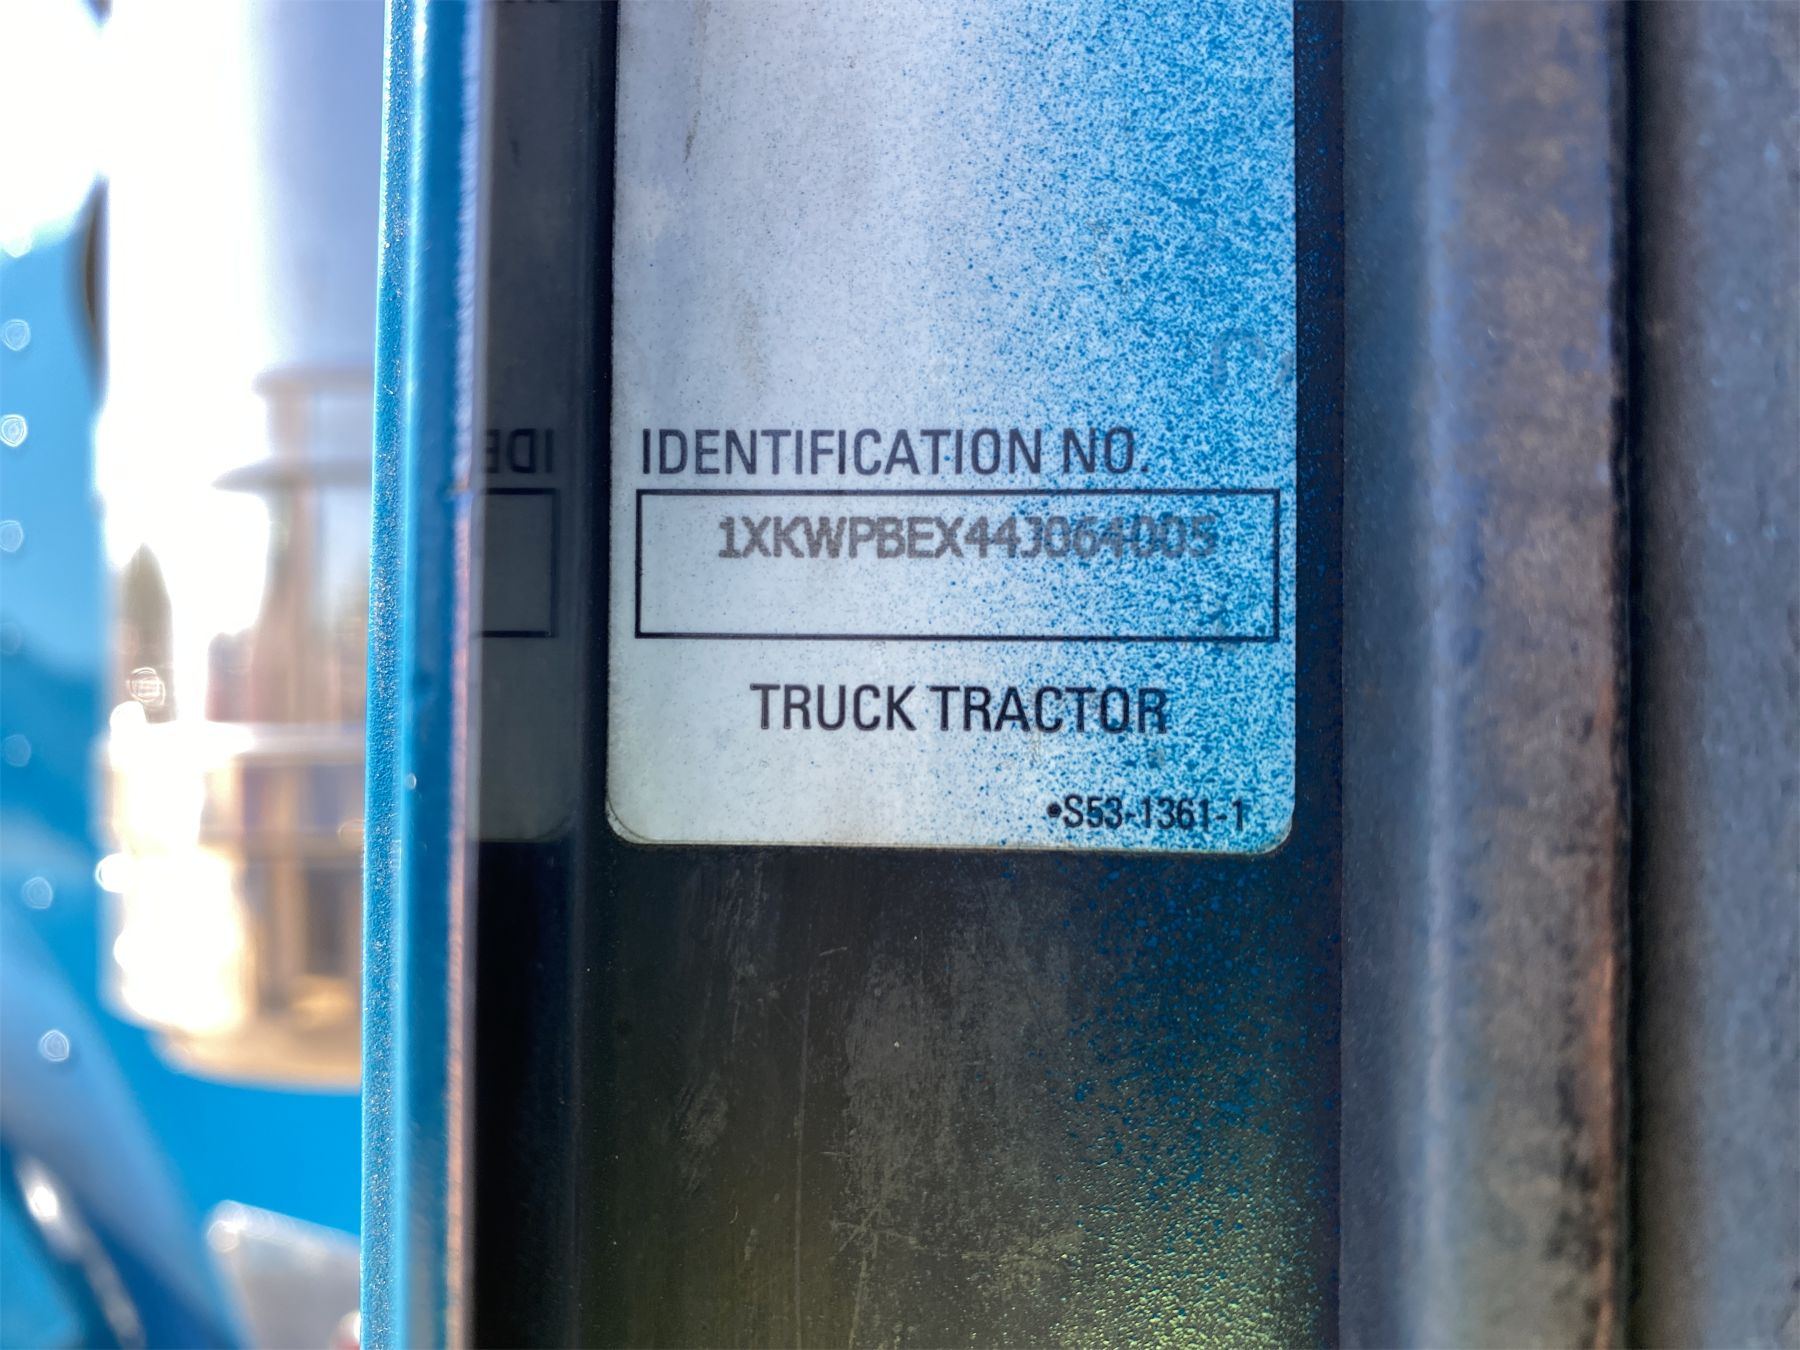 IDENTIFICATION NO.
1XKWPBEX44J064005
TRUCK TRACTOR
•S53-1361-1